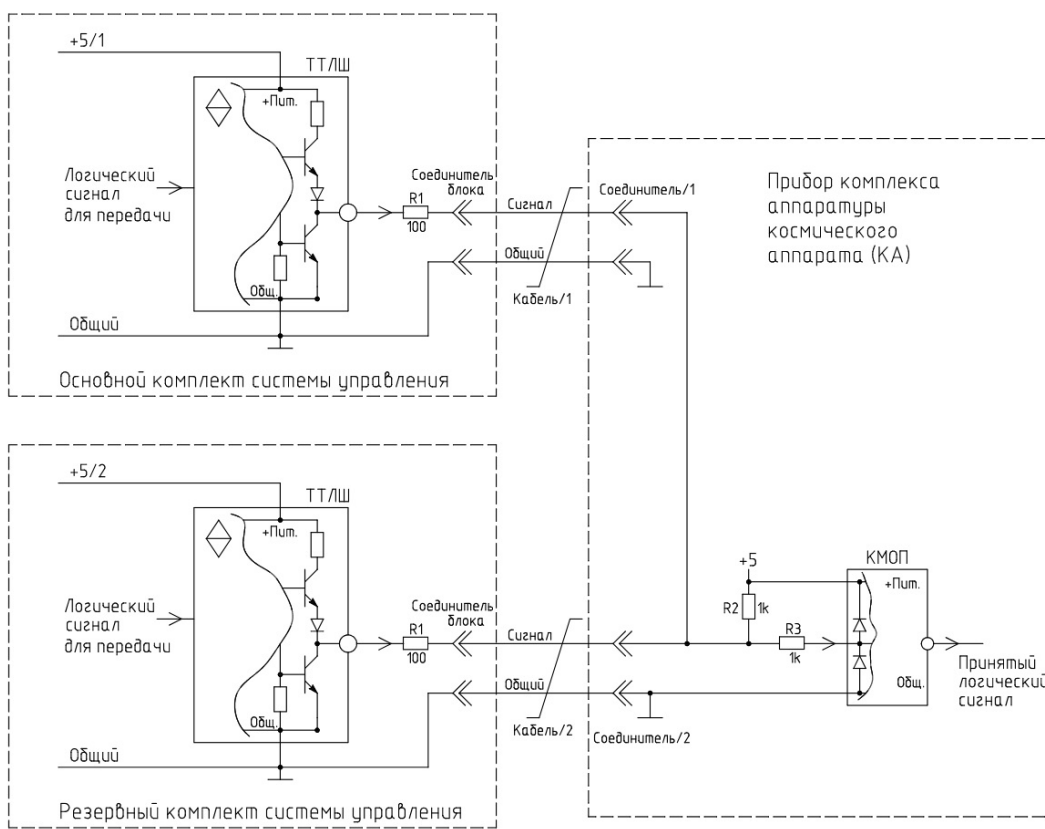 +5/1
ТТЛШ
+Пит.
Логический
сигнал
для передачи
R1
100
Соединитель
блока
Сигнал
Общий
Кабель/1
Соединитель/1
Прибор комплекса
аппаратуры
космического
аппарата (КА)
Общ.
Общий
Основной комплект системы управления
+5/2
ТТЛШ
+Пит.
Логический
сигнал
для передачи
R1
100
Соединитель
блока
Сигнал
Общий
Кабель/2
Соединитель/2
+5
R2
1k
R3
1k
КМОП
+Пит.
Общ.
Принятый
логический
сигнал
Общ.
Общий
Резервный комплект системы управления